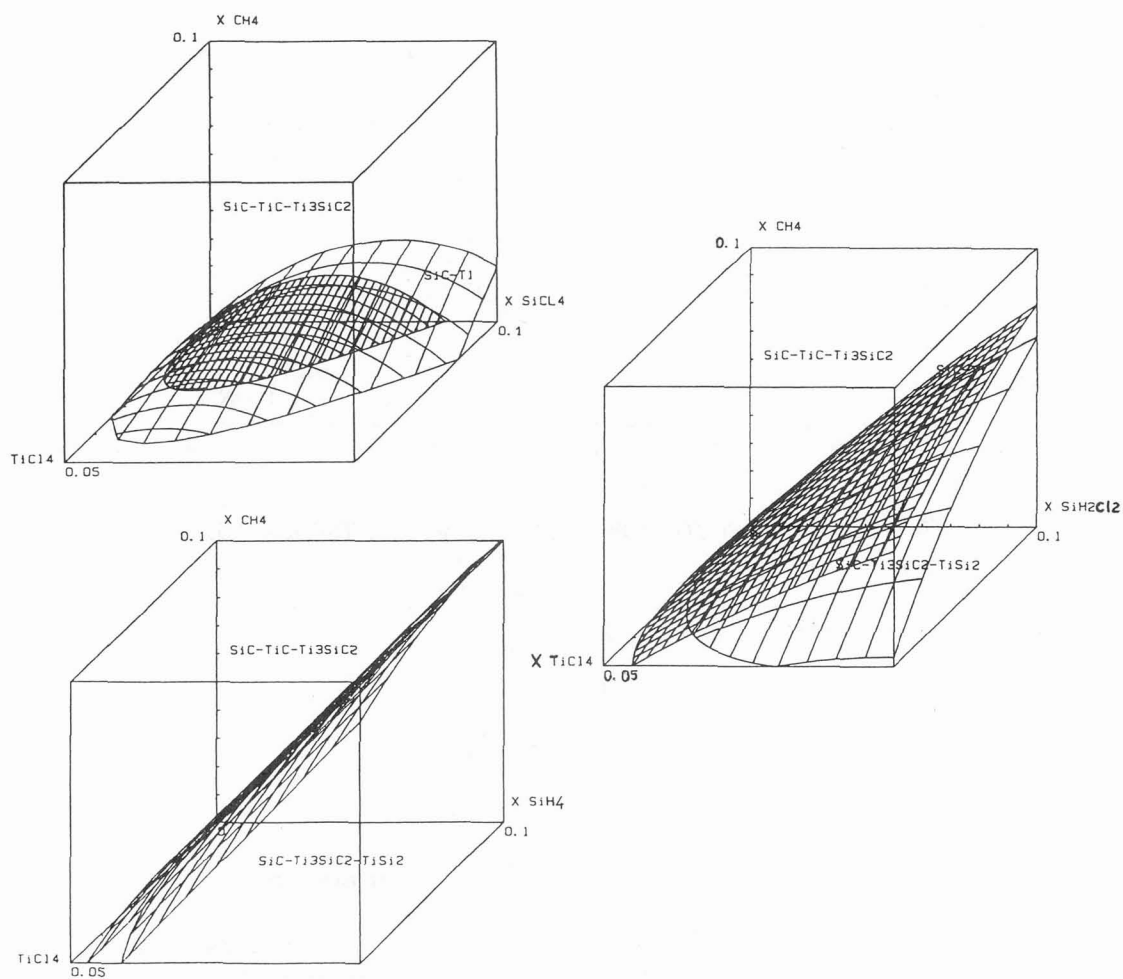 X CH4
0.1
SiC-TiC-Ti3SiC2
SiC-Ti
X SiCL4
0.1
TiCl4
0.05
X CH4
0.1
SiC-TiC-Ti3SiC2
X SiH2Cl2
0.1
SiC-Ti3SiC2-TiSi2
X TiCl4
0.05
X CH4
0.1
SiC-TiC-Ti3SiC2
X SiH4
0
0.1
SiC-Ti3SiC2-TiSi2
TiCl4
0.05